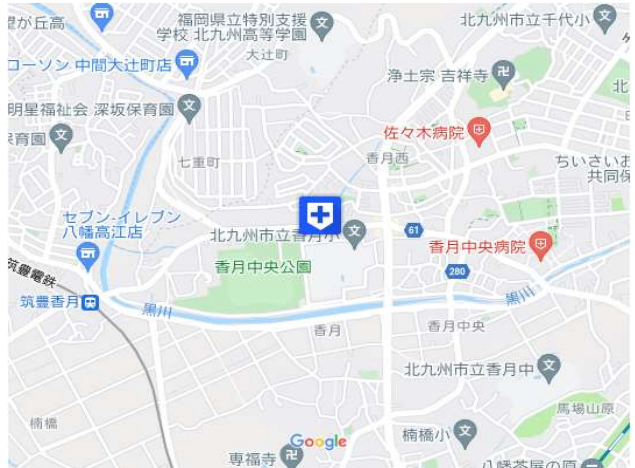 望が丘高
福岡県立特別支援
学校 北九州高等学園
北九州市立千代小
大辻町
ローソン 中間大辻町店
浄土宗 吉祥寺
北
明星福祉会 深坂保育園
保育園
佐々木病院
七重町
香月西
ちいさいお
共同保
セブン-イレブン
八幡高江店
北九州市立香月小
61
香月中央病院
香月中央公園
280
筑豊電鉄
筑豊香月
黒川
黒川
香月
香月中央
北九州市立香月中
馬場山原
楠橋
Google
楠橋小
専福寺
八幡茶屋の原